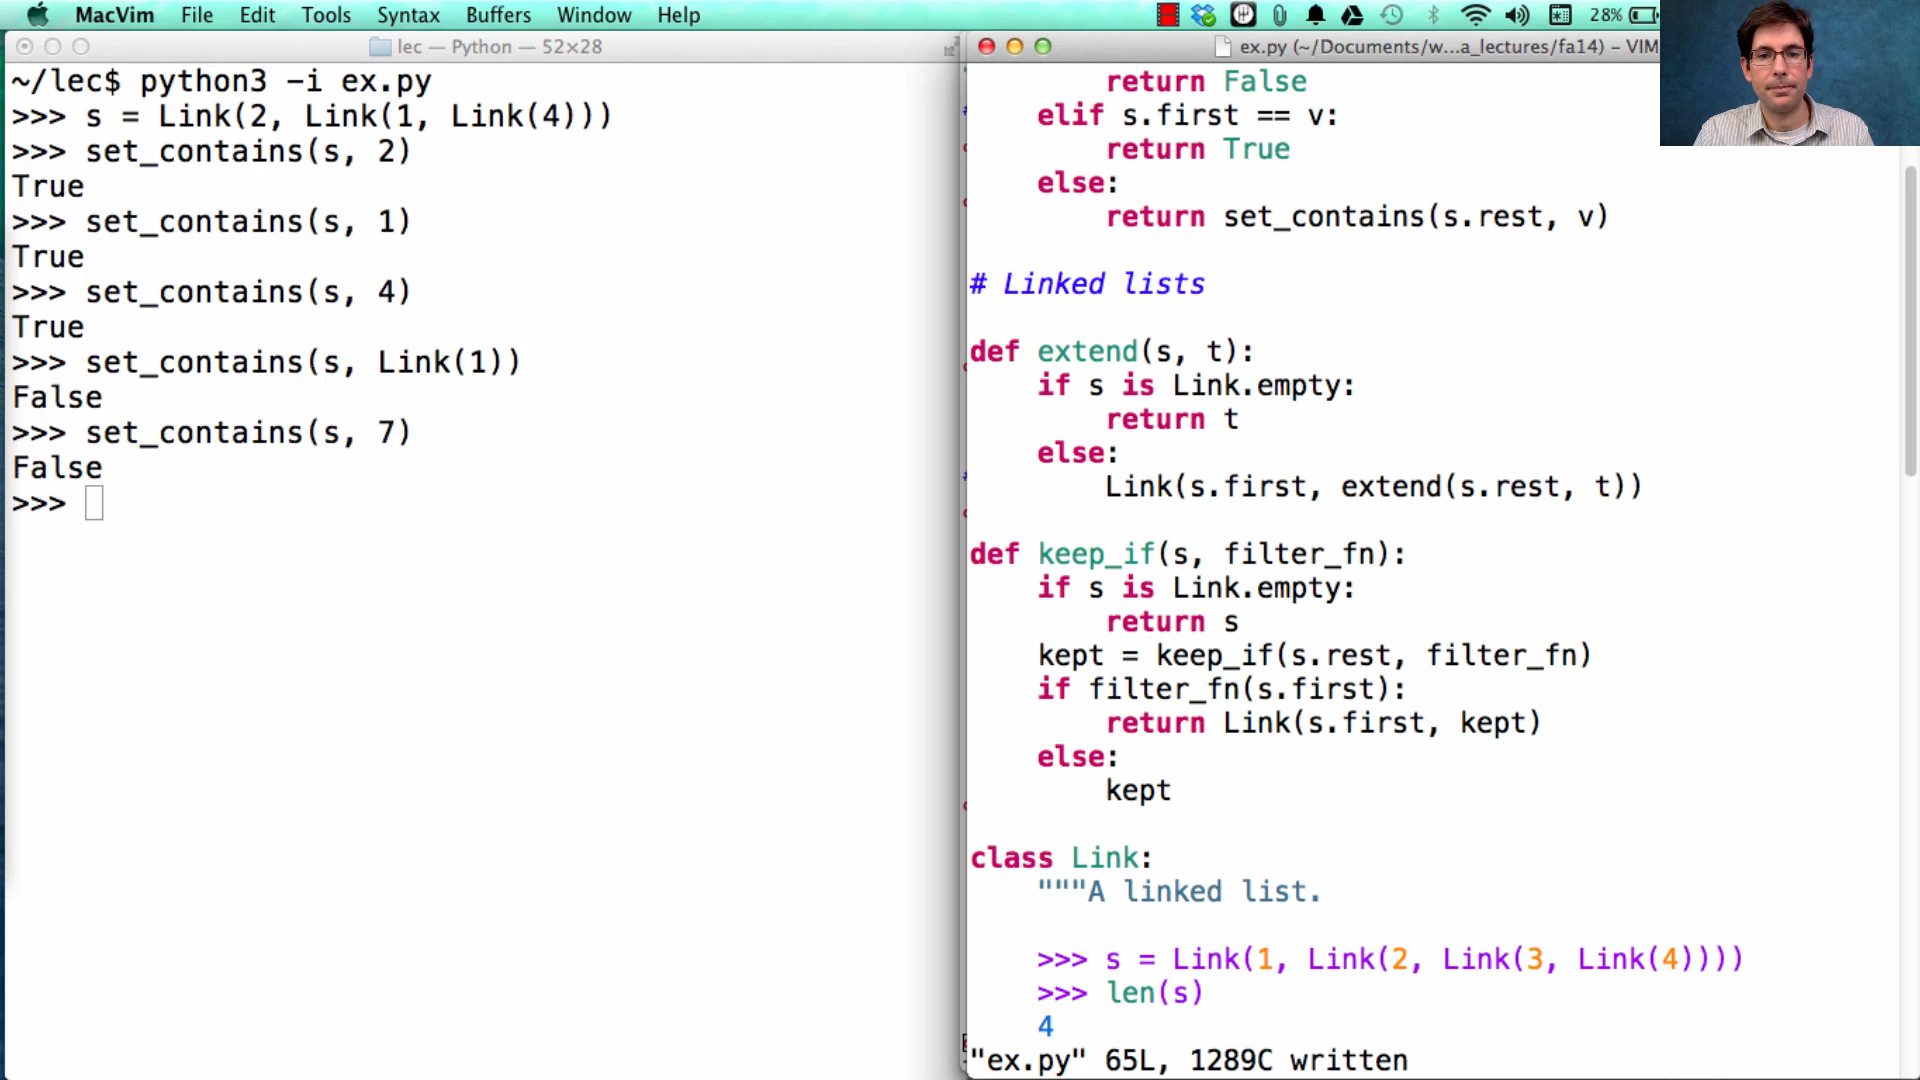 MacVim File Edit Tools Syntax Buffers Window Help 28%
lec — Python — 52×28
~/lec$ python3 -i ex.py
>>> s = Link(2, Link(1, Link(4)))
>>> set_contains(s, 2)
True
>>> set_contains(s, 1)
True
>>> set_contains(s, 4)
True
>>> set_contains(s, Link(1))
False
>>> set_contains(s, 7)
False
>>>
ex.py (~/Documents/w...a_lectures/fa14) – VIM
return False
elif s.first == v:
return True
else:
return set_contains(s.rest, v)
# Linked lists
def extend(s, t):
if s is Link.empty:
return t
else:
Link(s.first, extend(s.rest, t))
def keep_if(s, filter_fn):
if s is Link.empty:
return s
kept = keep_if(s.rest, filter_fn)
if filter_fn(s.first):
return Link(s.first, kept)
else:
kept
class Link:
"""A linked list.
>>> s = Link(1, Link(2, Link(3, Link(4))))
>>> len(s)
4
"ex.py" 65L, 1289C written